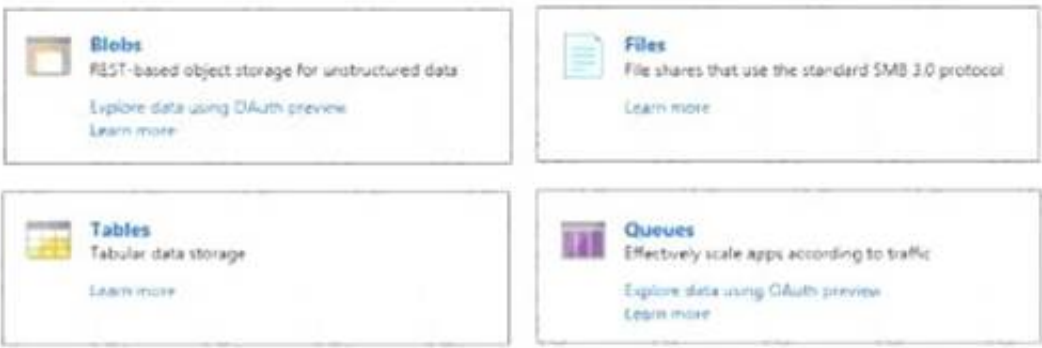 Blobs
REST-based object storage for unstructured data
Explore data using OAuth preview
Learn more
Files
File shares that use the standard SMB 3.0 protocol
Learn more
Tables
Tabular data storage
Learn more
Queues
Effectively scale apps according to traffic
Explore data using OAuth preview
Learn more